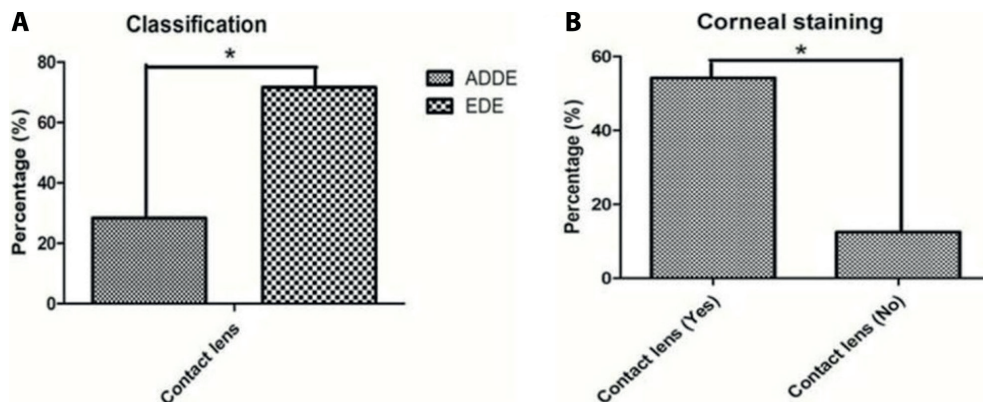 A
Classification
*
80
60
40
20
0
Percentage (%)
Contact lens
ADDE
EDE
B
Corneal staining
*
60
40
20
0
Percentage (%)
Contact lens (Yes)
Contact lens (No)